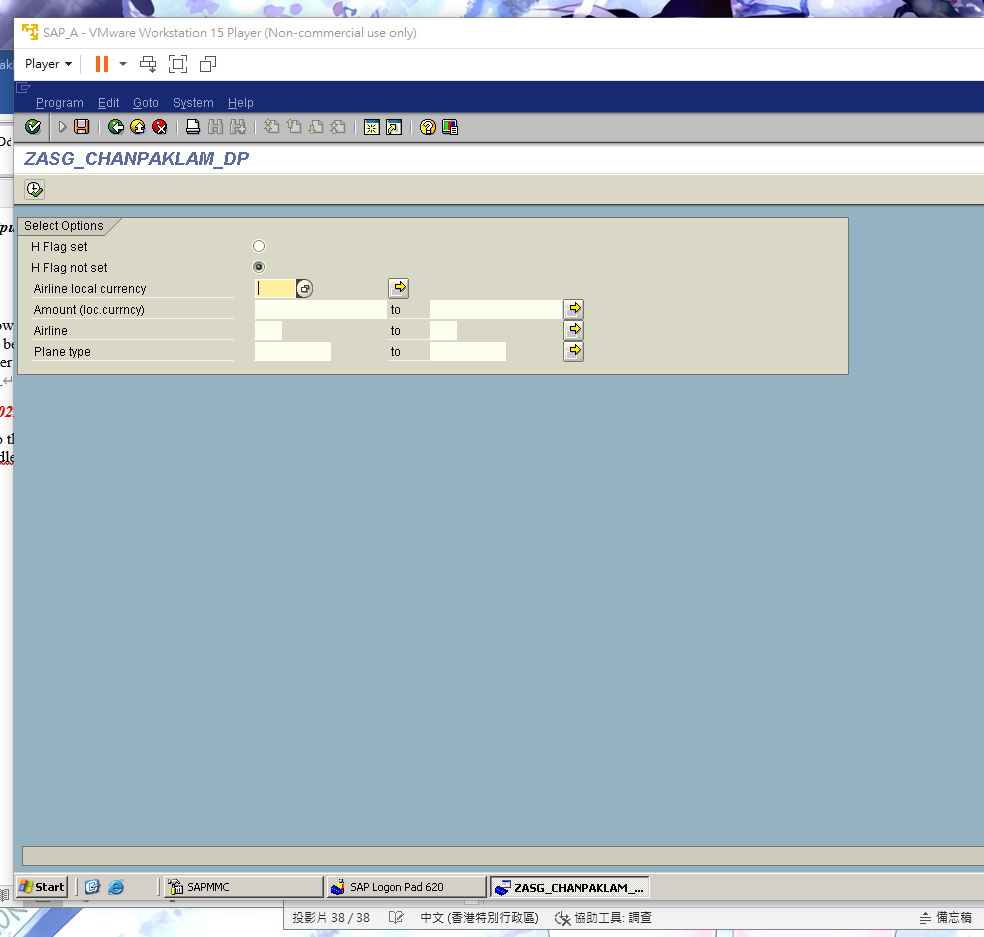 SAP_A - VMware Workstation 15 Player (Non-commercial use only)
Player
Program Edit Goto System Help
ZASG_CHANPAKLAM_DP
Select Options
H Flag set
H Flag not set
Airline local currency
Amount (loc.currncy) to
Airline to
Plane type to
Start SAPMMC SAP Logon Pad 620 ZASG_CHANPAKLAM_...
投影片 38 / 38 中文 (香港特別行政區) 協助工具: 調查 備忘稿